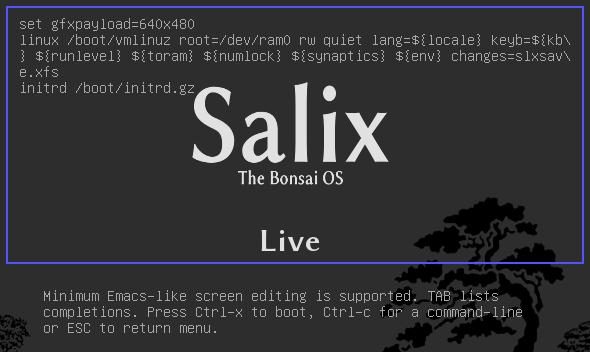 set gfxpayload=640x480
linux /boot/vmlinuz root=/dev/ram0 rw quiet lang=${locale} keyb=${kb\
} ${runlevel} ${toram} ${numlock} ${synaptics} ${env} changes=slxsav\
e.xfs
initrd /boot/initrd.gz
Salix
The Bonsai OS
Live
Minimum Emacs-like screen editing is supported. TAB lists
completions. Press Ctrl-x to boot, Ctrl-c for a command-line
or ESC to return menu.